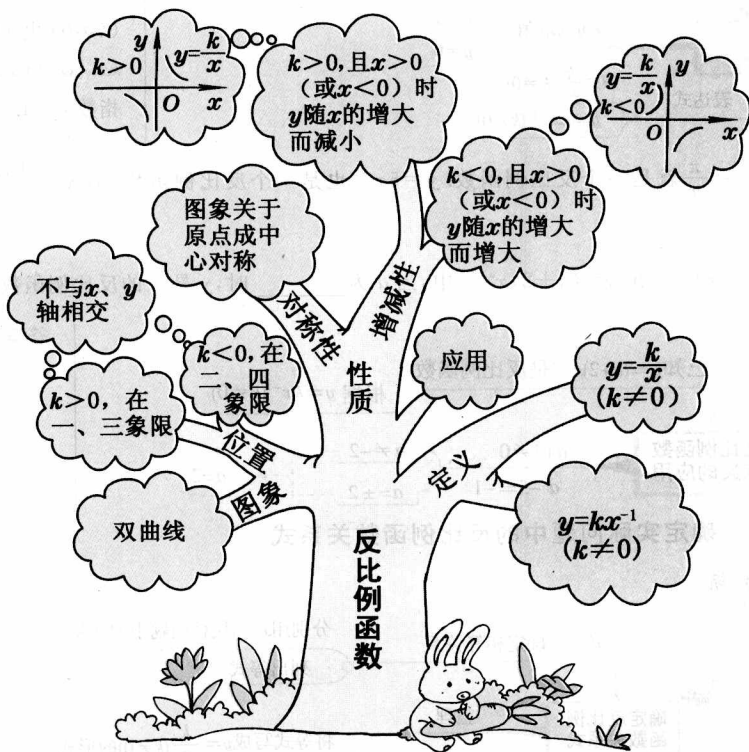 y
k>0
y=k/x
O
x
k>0,且x>0
(或x<0)时
y随x的增大
而减小
y=k/x
y
k<0
O
x
k<0,且x>0
(或x<0)时
y随x的增大
而增大
图象关于
原点成中
心对称
不与x、y
轴相交
对称性
增减性
性质
k<0,在
二、四
象限
应用
y=k/x
(k≠0)
k>0,在
一、三象限
位置
图象
定义
双曲线
y=kx⁻¹
(k≠0)
反比例函数